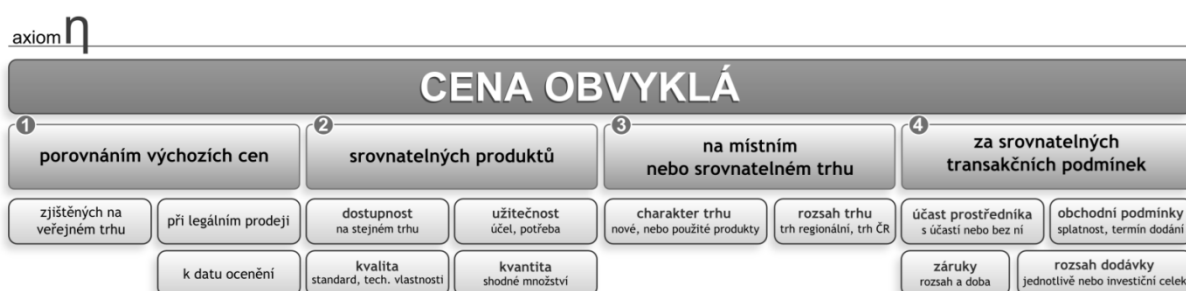 axiom η
CENA OBVYKLÁ
1
porovnáním výchozích cen
2
srovnatelných produktů
3
na místním
nebo srovnatelném trhu
4
za srovnatelných
transakčních podmínek
zjištěných na
veřejném trhu
při legálním prodeji
k datu ocenění
dostupnost
na stejném trhu
užitečnost
účel, potřeba
kvalita
standard, tech. vlastnosti
kvantita
shodné množství
charakter trhu
nové, nebo použité produkty
rozsah trhu
trh regionální, trh ČR
účast prostředníka
s účastí nebo bez ní
obchodní podmínky
splatnost, termín dodání
záruky
rozsah a doba
rozsah dodávky
jednotlivě nebo investiční celek